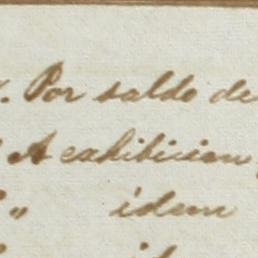 . Por saldo de
A exhibicion
" idem